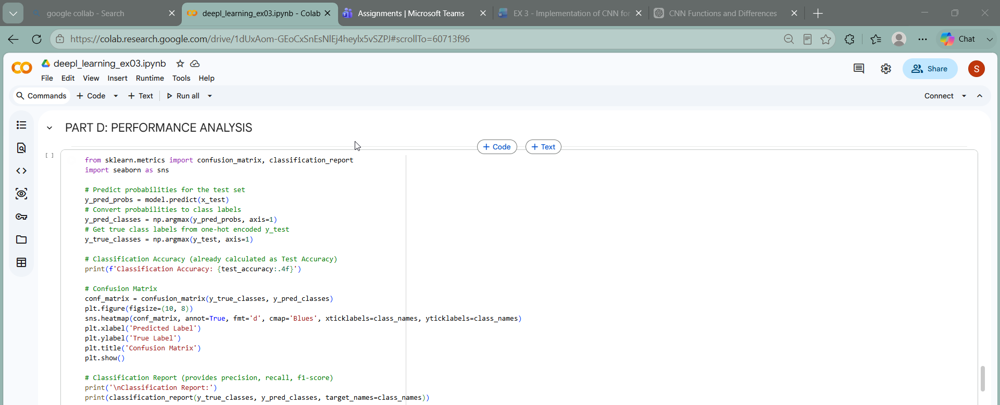 google collab - Search
deepl_learning_ex03.ipynb - Colab
Assignments | Microsoft Teams
EX 3 - Implementation of CNN for
CNN Functions and Differences
https://colab.research.google.com/drive/1dUxAom-GEoCxSnEsNlEj4heylx5vSZPJ#scrollTo=60713f96
Chat
deepl_learning_ex03.ipynb
File Edit View Insert Runtime Tools Help
Share
S
Commands + Code + Text Run all
Connect
PART D: PERFORMANCE ANALYSIS
+ Code + Text
[ ]
from sklearn.metrics import confusion_matrix, classification_report
import seaborn as sns
# Predict probabilities for the test set
y_pred_probs = model.predict(x_test)
# Convert probabilities to class labels
y_pred_classes = np.argmax(y_pred_probs, axis=1)
# Get true class labels from one-hot encoded y_test
y_true_classes = np.argmax(y_test, axis=1)
# Classification Accuracy (already calculated as Test Accuracy)
print(f'Classification Accuracy: {test_accuracy:.4f}')
# Confusion Matrix
conf_matrix = confusion_matrix(y_true_classes, y_pred_classes)
plt.figure(figsize=(10, 8))
sns.heatmap(conf_matrix, annot=True, fmt='d', cmap='Blues', xticklabels=class_names, yticklabels=class_names)
plt.xlabel('Predicted Label')
plt.ylabel('True Label')
plt.title('Confusion Matrix')
plt.show()
# Classification Report (provides precision, recall, f1-score)
print('\nClassification Report:')
print(classification_report(y_true_classes, y_pred_classes, target_names=class_names))